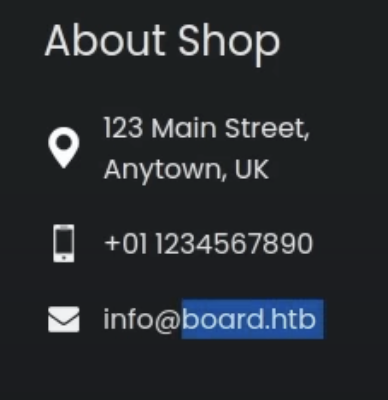 About Shop
123 Main Street,
Anytown, UK
+01 1234567890
info@board.htb